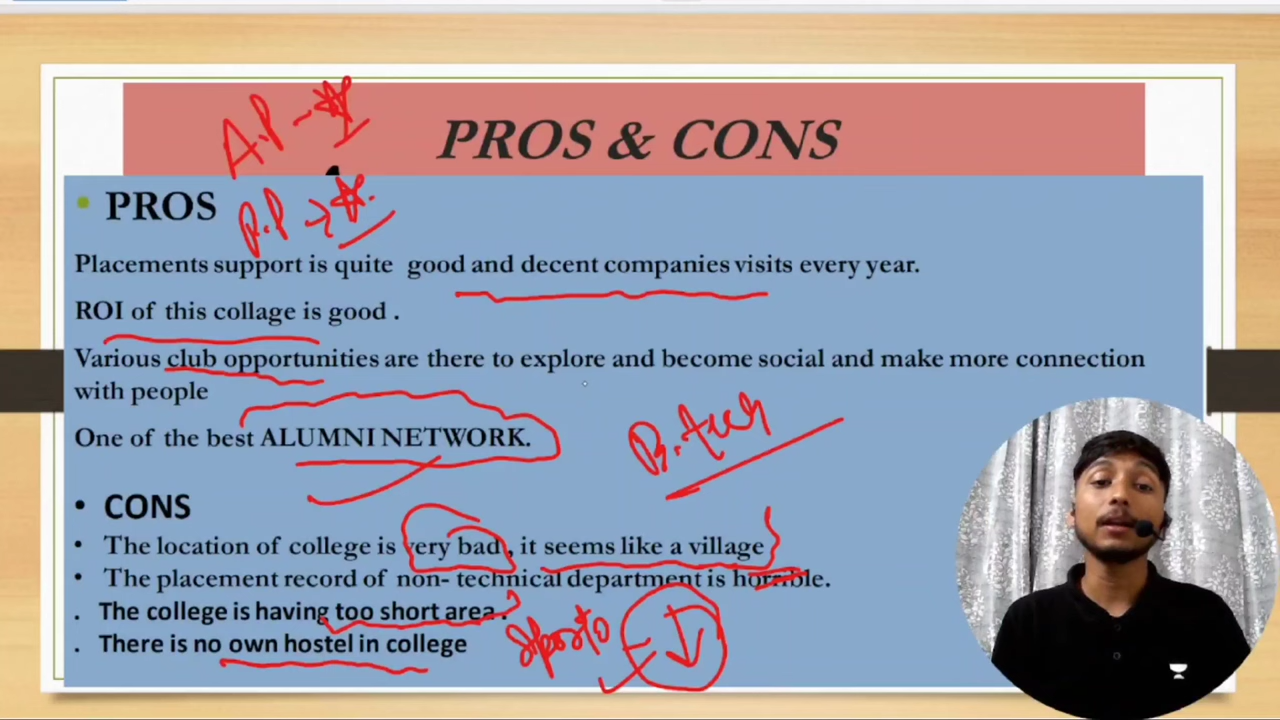 PROS & CONS
A.P →
P.P →
• PROS
Placements support is quite good and decent companies visits every year.
ROI of this collage is good .
Various club opportunities are there to explore and become social and make more connection
with people
One of the best ALUMNI NETWORK.
B.tech
• CONS
• The location of college is very bad , it seems like a village
• The placement record of non- technical department is horrible.
. The college is having too short area .
sports
. There is no own hostel in college